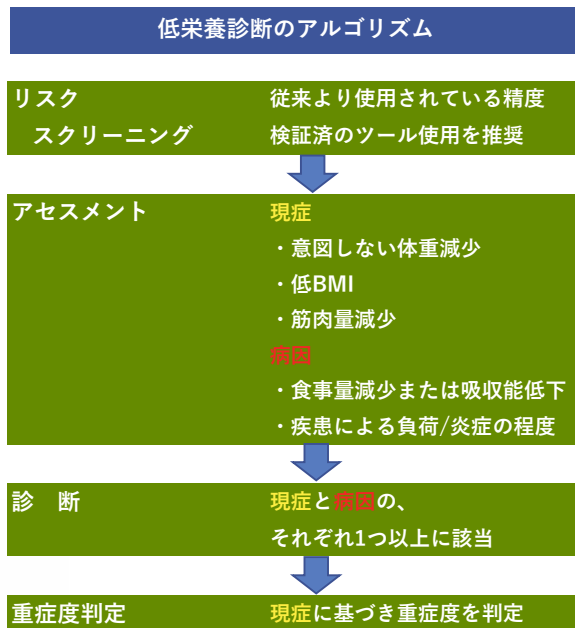 低栄養診断のアルゴリズム
リスク 従来より使用されている精度
スクリーニング 検証済のツール使用を推奨
アセスメント 現症
・意図しない体重減少
・低BMI
・筋肉量減少
病因
・食事量減少または吸収能低下
・疾患による負荷/炎症の程度
診　断 現症と病因の、
それぞれ1つ以上に該当
重症度判定 現症に基づき重症度を判定